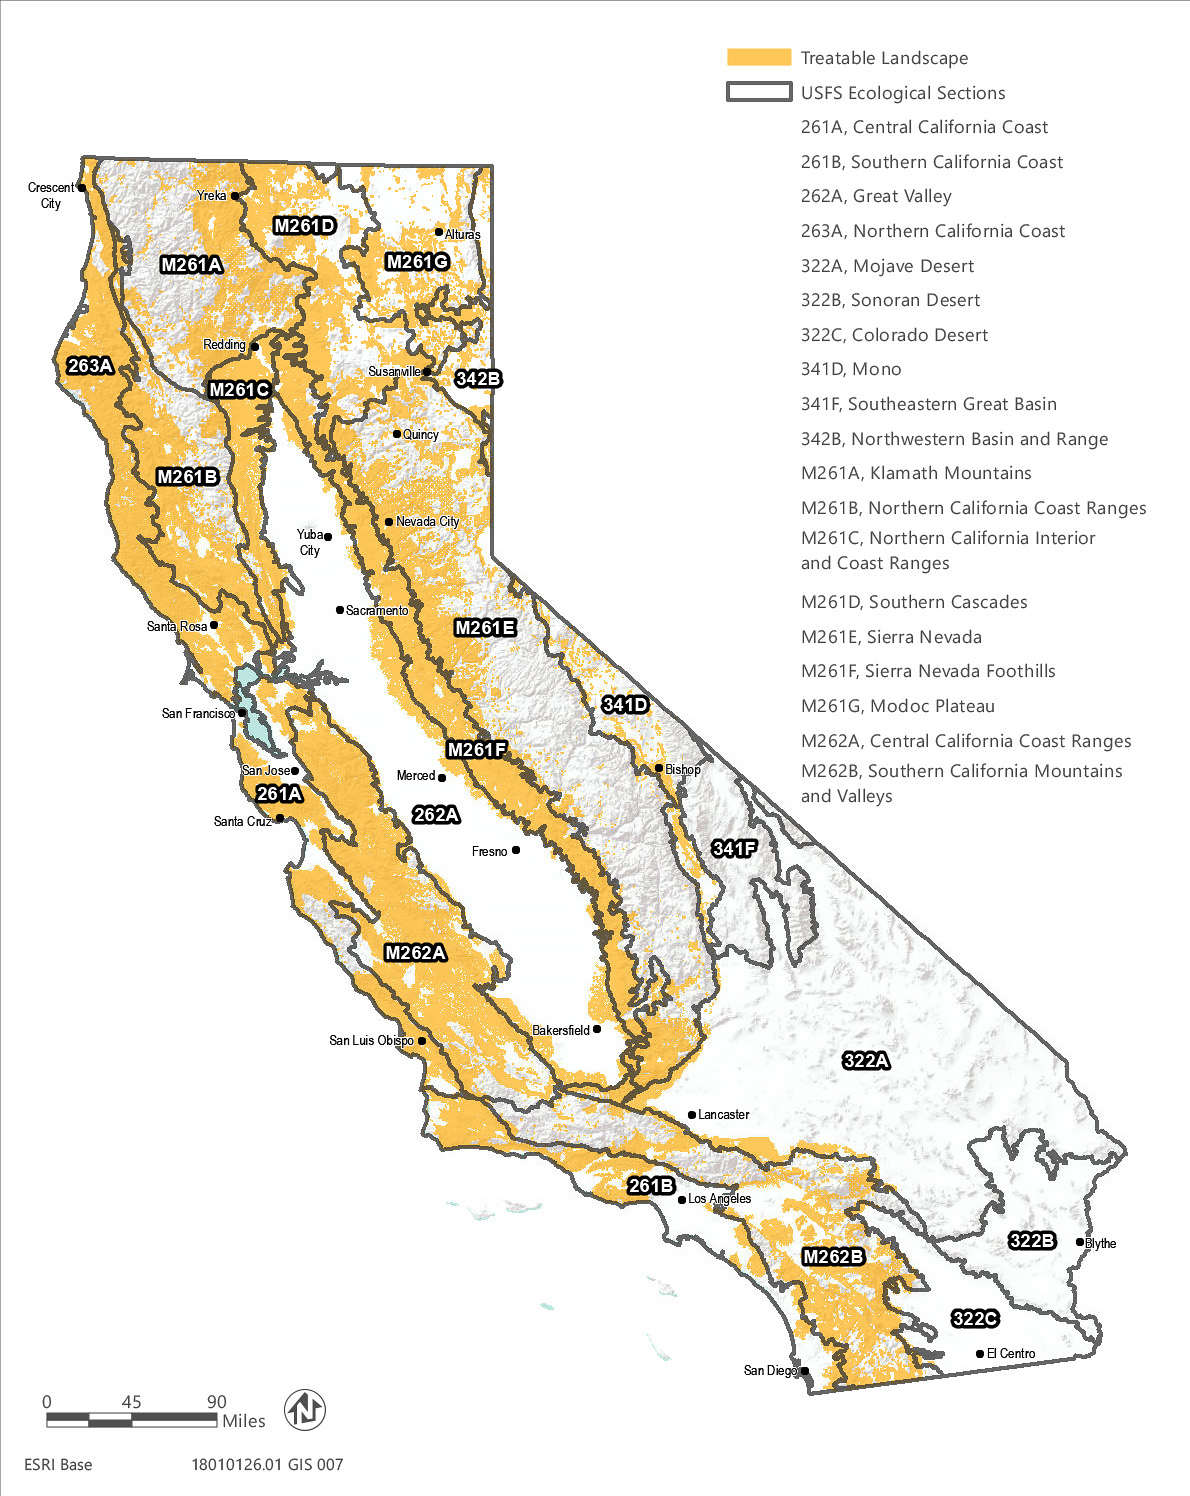 Treatable Landscape
USFS Ecological Sections
261A, Central California Coast
261B, Southern California Coast
262A, Great Valley
263A, Northern California Coast
322A, Mojave Desert
322B, Sonoran Desert
322C, Colorado Desert
341D, Mono
341F, Southeastern Great Basin
342B, Northwestern Basin and Range
M261A, Klamath Mountains
M261B, Northern California Coast Ranges
M261C, Northern California Interior
and Coast Ranges
M261D, Southern Cascades
M261E, Sierra Nevada
M261F, Sierra Nevada Foothills
M261G, Modoc Plateau
M262A, Central California Coast Ranges
M262B, Southern California Mountains
and Valleys
Crescent
City
Yreka
M261D
Alturas
M261A
M261G
Redding
263A
Susanville
342B
M261C
Quincy
M261B
Nevada City
Yuba
City
Sacramento
Santa Rosa
M261E
341D
San Francisco
M261F
San Jose
Bishop
Merced
261A
262A
Santa Cruz
Fresno
341F
M262A
Bakersfield
San Luis Obispo
322A
Lancaster
261B
Los Angeles
322B
Blythe
M262B
322C
El Centro
San Diego
0 45 90
Miles
N
ESRI Base 18010126.01 GIS 007